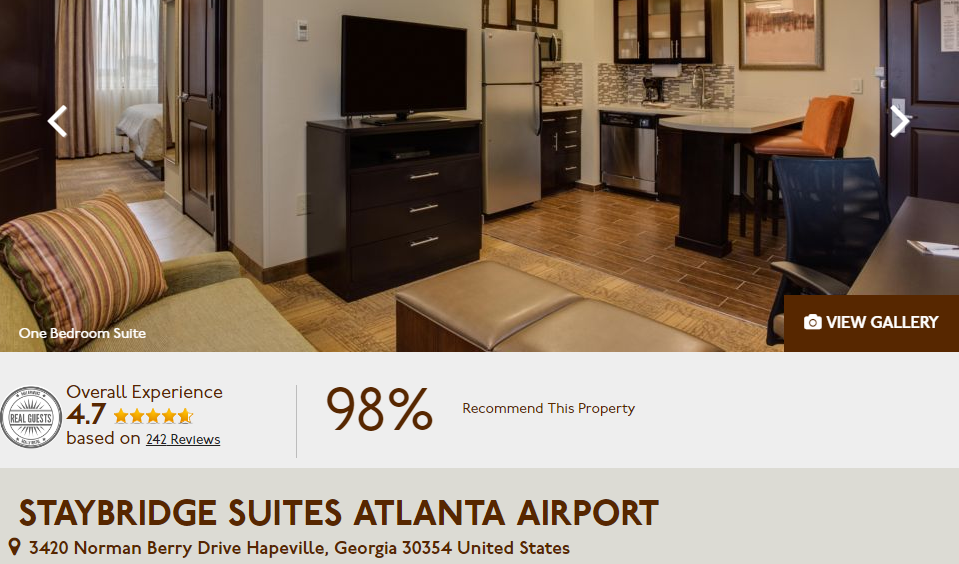 One Bedroom Suite
VIEW GALLERY
REAL GUESTS
Overall Experience
4.7
based on 242 Reviews
98%
Recommend This Property
STAYBRIDGE SUITES ATLANTA AIRPORT
3420 Norman Berry Drive Hapeville, Georgia 30354 United States